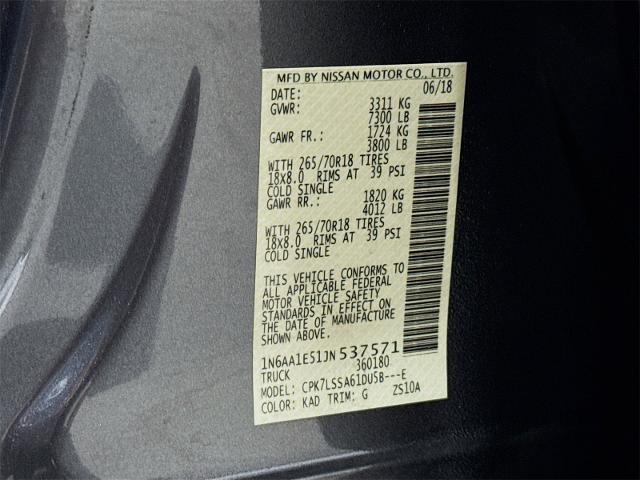 MFD BY NISSAN MOTOR CO., LTD.
DATE: 06/18
GVWR: 3311 KG
7300 LB
GAWR FR.: 1724 KG
3800 LB
WITH 265/70R18 TIRES
18X8.0 RIMS AT 39 PSI
COLD SINGLE
GAWR RR.: 1820 KG
4012 LB
WITH 265/70R18 TIRES
18X8.0 RIMS AT 39 PSI
COLD SINGLE
THIS VEHICLE CONFORMS TO
ALL APPLICABLE FEDERAL
MOTOR VEHICLE SAFETY
STANDARDS IN EFFECT ON
THE DATE OF MANUFACTURE
SHOWN ABOVE.
1N6AA1E51JN537571
TRUCK 360180
MODEL: CPK7LSSA61DU5B---E
COLOR: KAD TRIM: G ZS10A